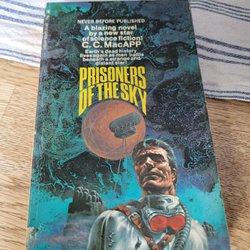 NEVER BEFORE PUBLISHED
A blazing novel
by a new star
of science fiction!
C. C. MacAPP
Earth's dead history
lives again as men battle
beneath a strange and
distant star!
PRISONERS
OF THE SKY